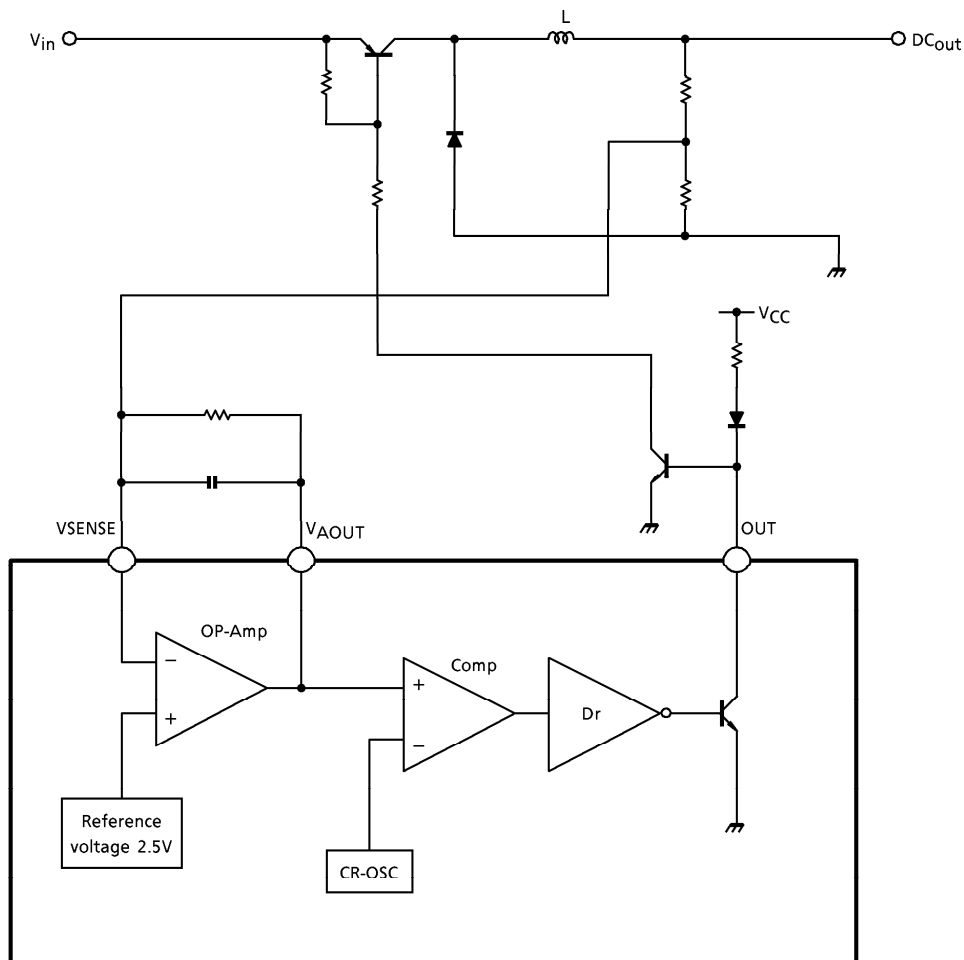 L
Vin
DCout
VCC
VSENSE
VAOUT
OUT
OP-Amp
−
+
Comp
+
−
Dr
Reference
voltage 2.5V
CR-OSC